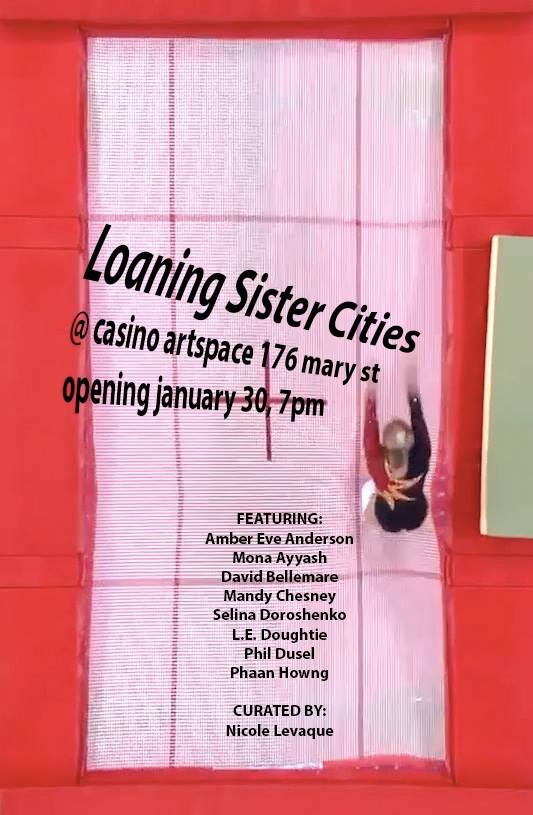 Loaning Sister Cities
@ casino artspace 176 mary st
opening january 30, 7pm
FEATURING:
Amber Eve Anderson
Mona Ayyash
David Bellemare
Mandy Chesney
Selina Doroshenko
L.E. Doughtie
Phil Dusel
Phaan Howng
CURATED BY:
Nicole Levaque